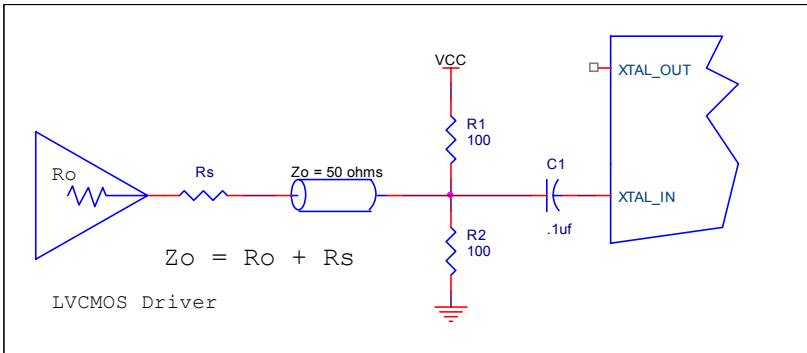 VCC
XTAL_OUT
R1
100
Ro
Rs
Zo = 50 ohms
C1
XTAL_IN
.1uf
R2
100
Zo = Ro + Rs
LVCMOS Driver